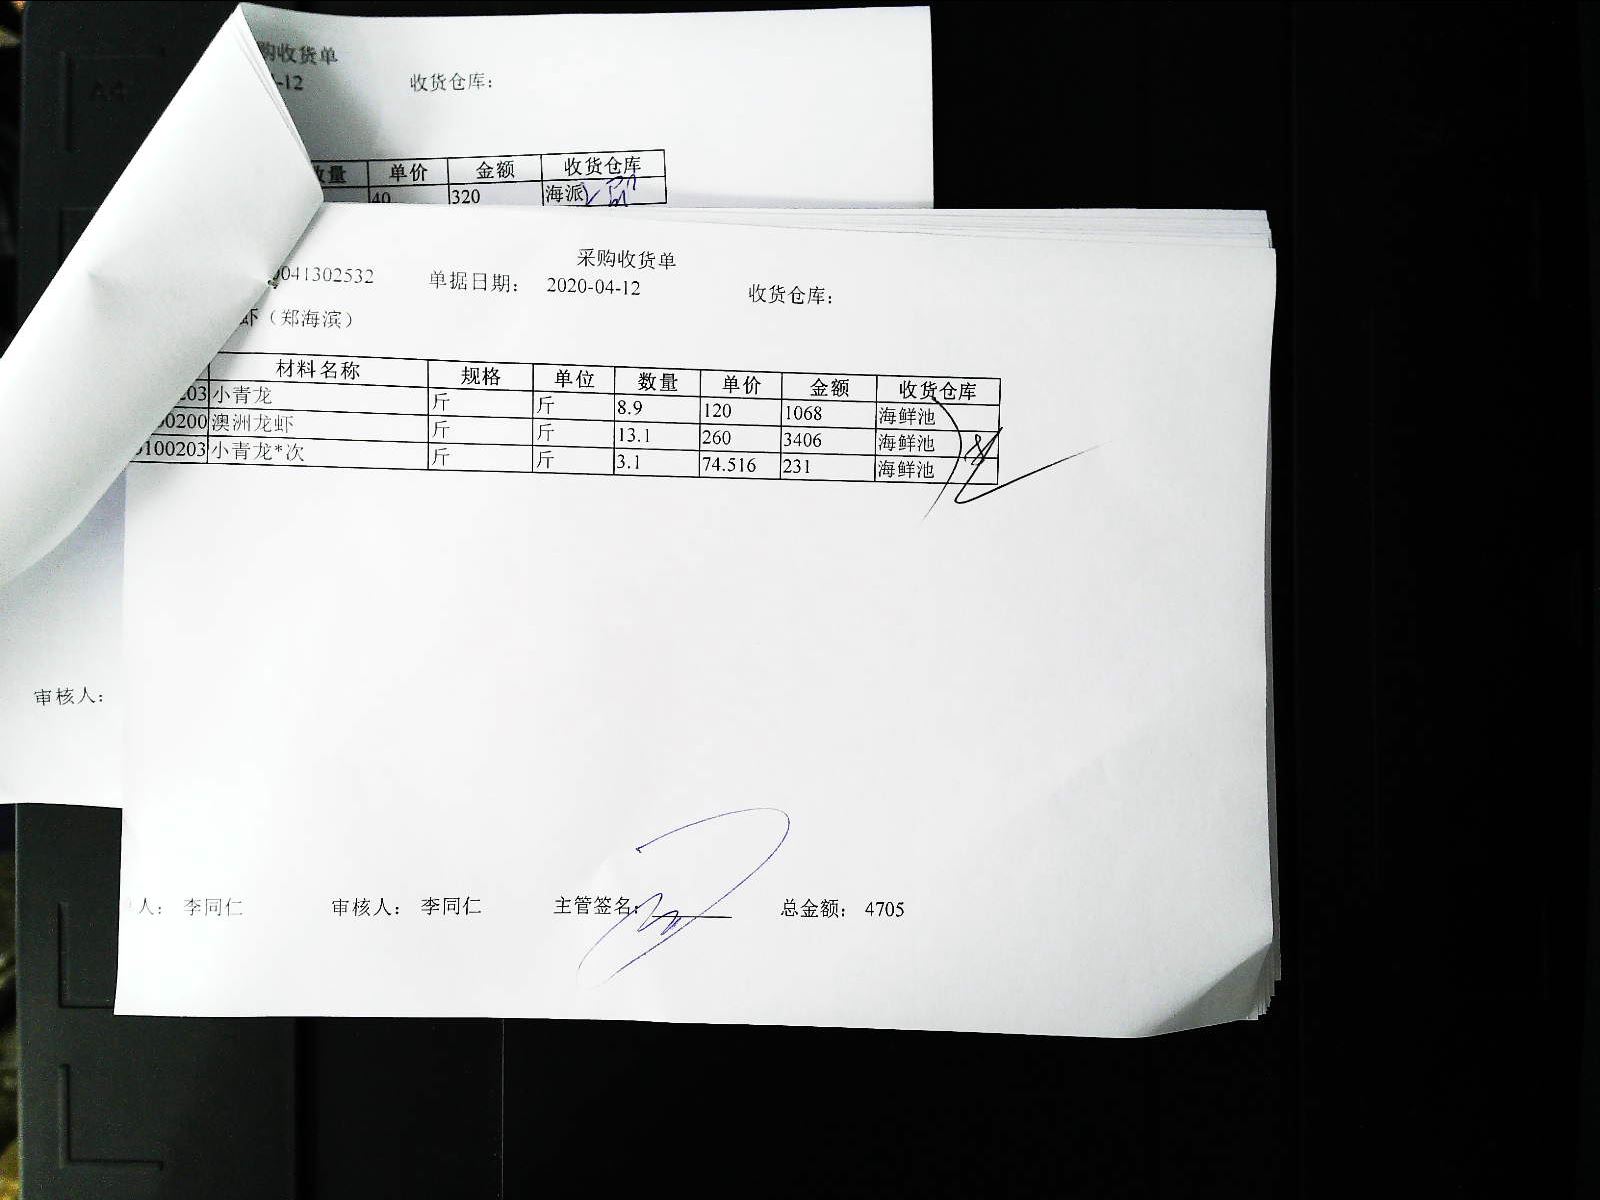 购收货单
-12 收货仓库：
数量 单价 金额 收货仓库
40 320 海派
采购收货单
041302532 单据日期： 2020-04-12 收货仓库：
虾（郑海滨）
材料名称 规格 单位 数量 单价 金额 收货仓库
203 小青龙 斤 斤 8.9 120 1068 海鲜池
00200 澳洲龙虾 斤 斤 13.1 260 3406 海鲜池
100203 小青龙*次 斤 斤 3.1 74.516 231 海鲜池
审核人：
人： 李同仁 审核人： 李同仁 主管签名： 总金额： 4705